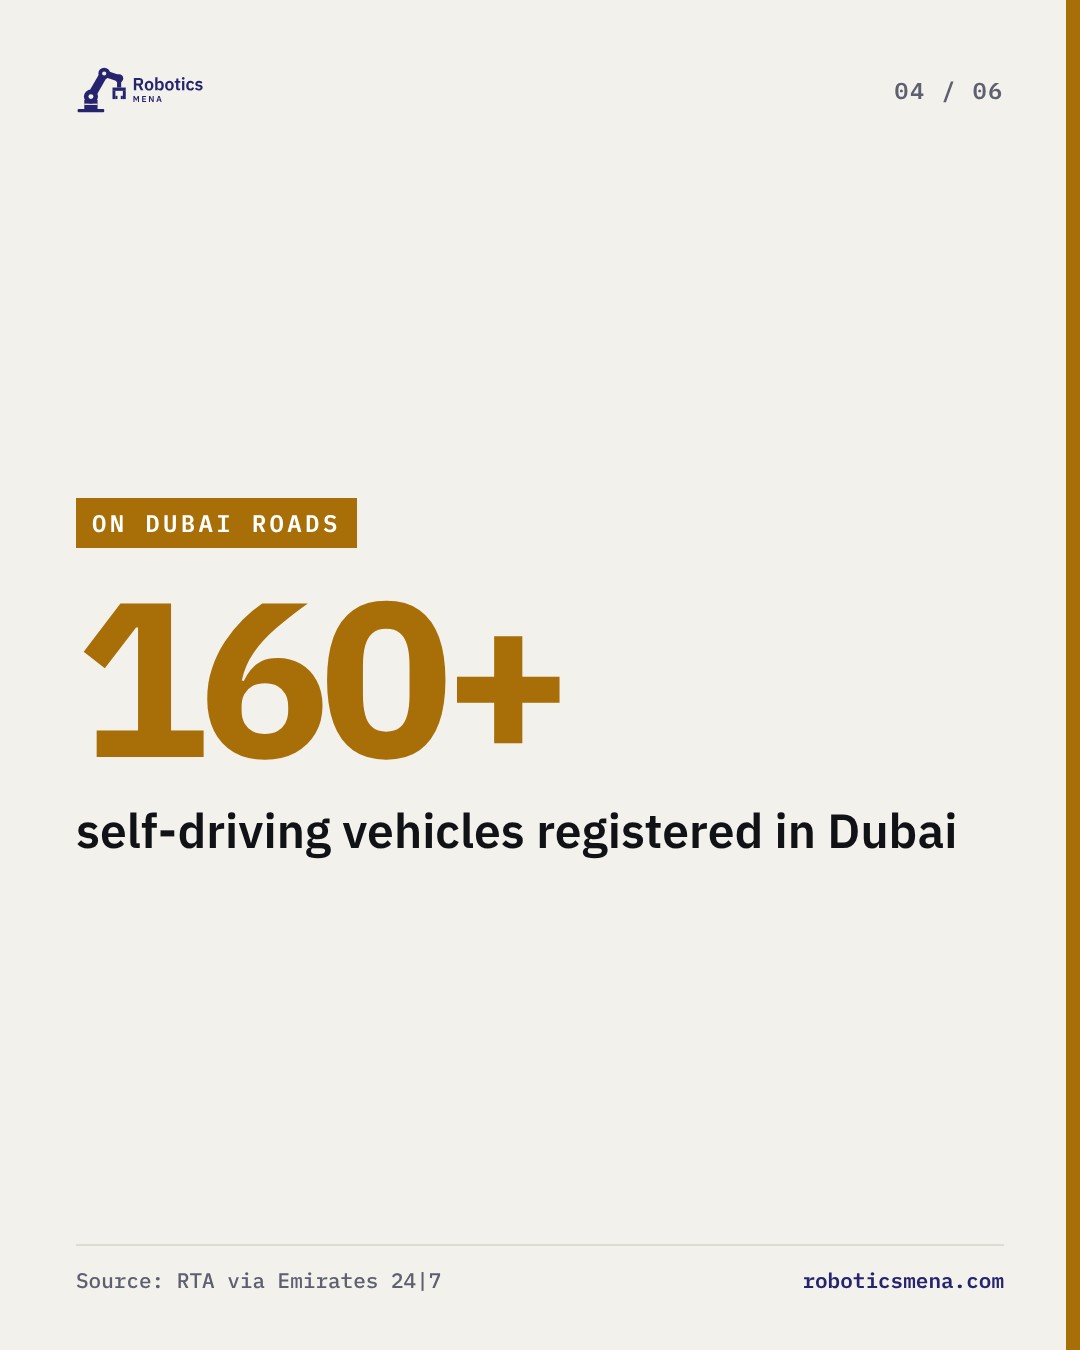 Robotics
MENA
04 / 06
ON DUBAI ROADS
160+
self-driving vehicles registered in Dubai
Source: RTA via Emirates 24|7
roboticsmena.com